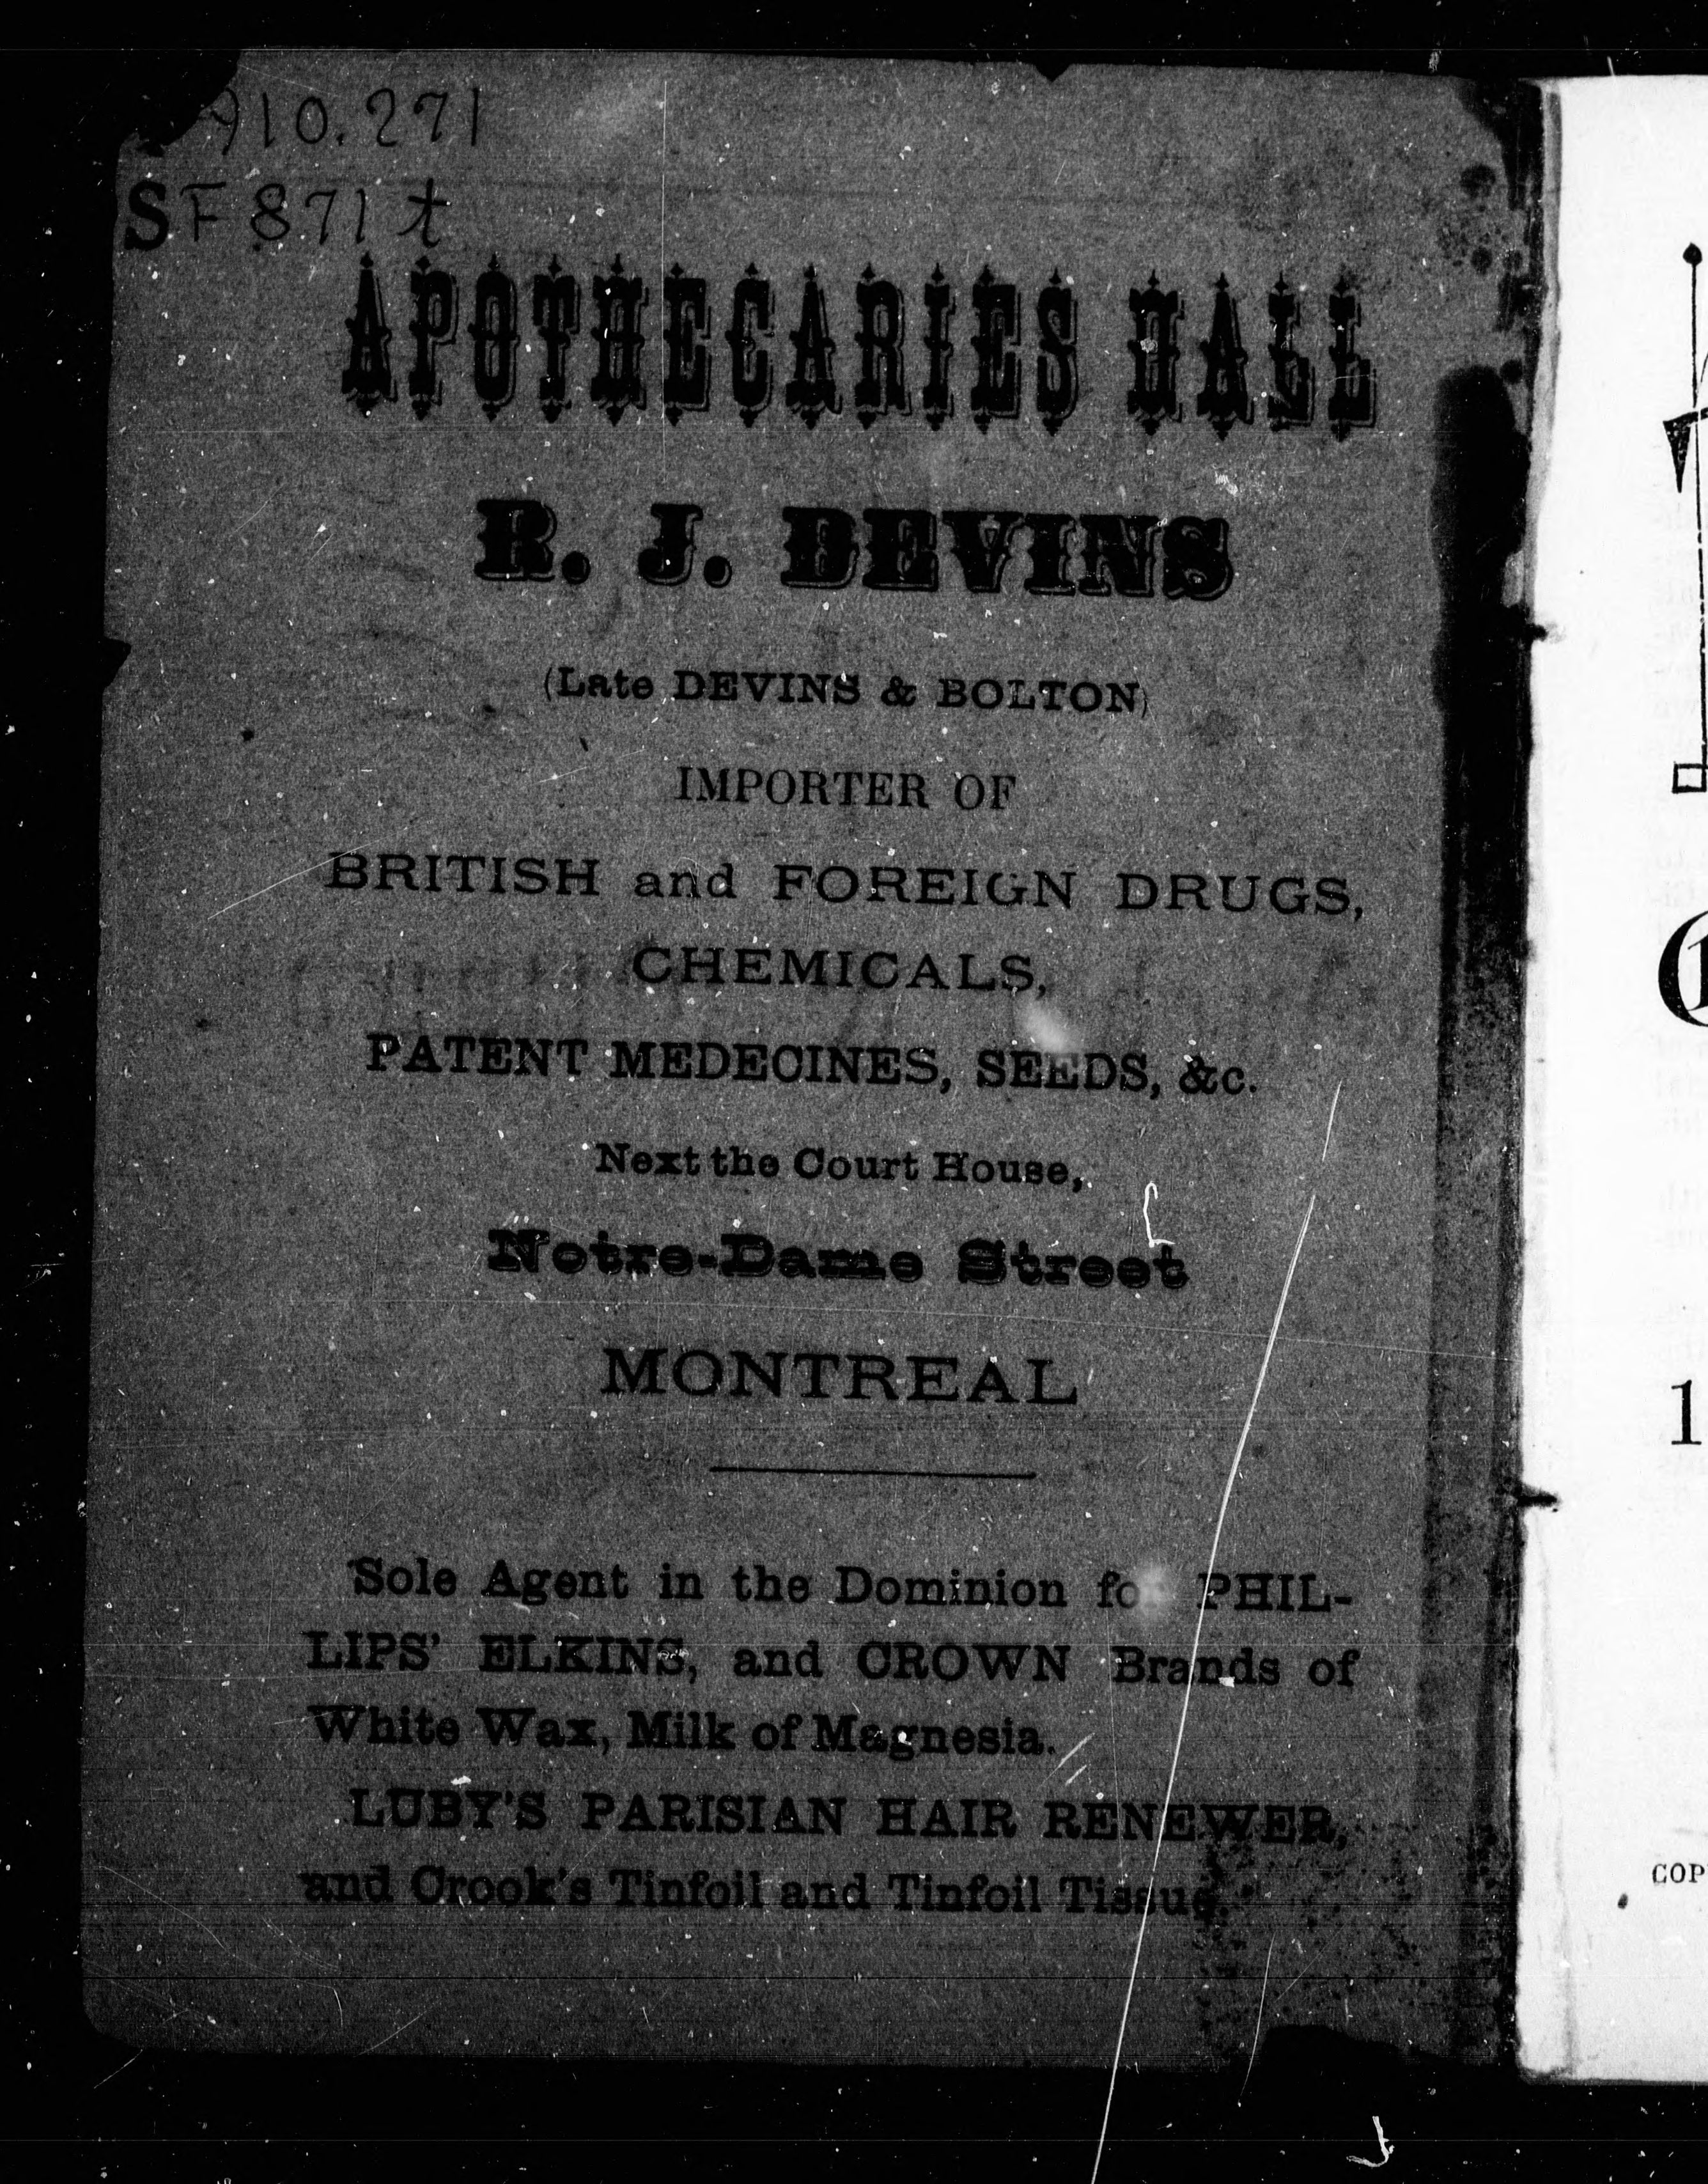 910.271
SF871t
APOTHECARIES HALL
R. J. DEVINS
(Late DEVINS & BOLTON)
IMPORTER OF
BRITISH and FOREIGN DRUGS,
CHEMICALS,
PATENT MEDECINES, SEEDS, &c.
Next the Court House,
Notre-Dame Street
MONTREAL
Sole Agent in the Dominion for PHIL-
LIPS' ELKINS, and CROWN Brands of
White Wax, Milk of Magnesia.
LUBY'S PARISIAN HAIR RENEWER,
and Crook's Tinfoil and Tinfoil Tissue.
1
COP